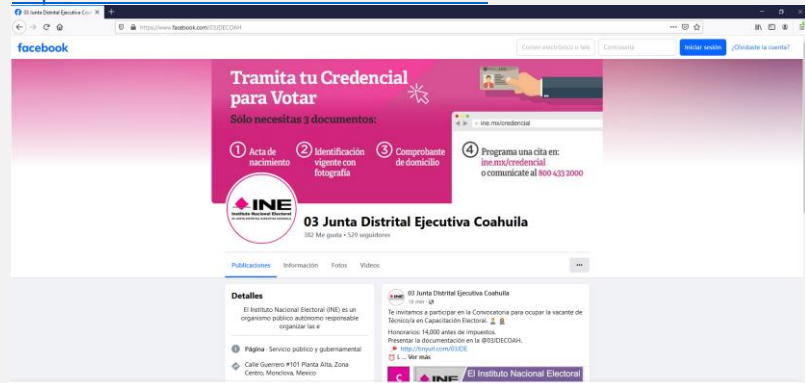 03 Junta Distrital Ejecutiva Coa
https://www.facebook.com/03JDECOAH
facebook
Correo electrónico o telé
Contraseña
Iniciar sesión
¿Olvidaste la cuenta?
Tramita tu Credencial
para Votar
Sólo necesitas 3 documentos:
ine.mx/credencial
1 Acta de nacimiento
2 Identificación vigente con fotografía
3 Comprobante de domicilio
4 Programa una cita en:
ine.mx/credencial
o comunícate al 800 433 2000
INE
Instituto Nacional Electoral
03 Junta Distrital Ejecutiva Coahuila
382 Me gusta • 529 seguidores
Publicaciones
Información
Fotos
Videos
Detalles
El Instituto Nacional Electoral (INE) es un
organismo público autónomo responsable
organizar las e
Página · Servicio público y gubernamental
Calle Guerrero #101 Planta Alta, Zona
Centro, Monclova, Mexico
03 Junta Distrital Ejecutiva Coahuila
18 min
Te invitamos a participar en la Convocatoria para ocupar la vacante de
Técnico/a en Capacitación Electoral.
Honorarios: 14,000 antes de impuestos.
Presentar la documentación en la @03JDECOAH.
http://tinyurl.com/03JDE
L ... Ver más
C
INE
El Instituto Nacional Electoral